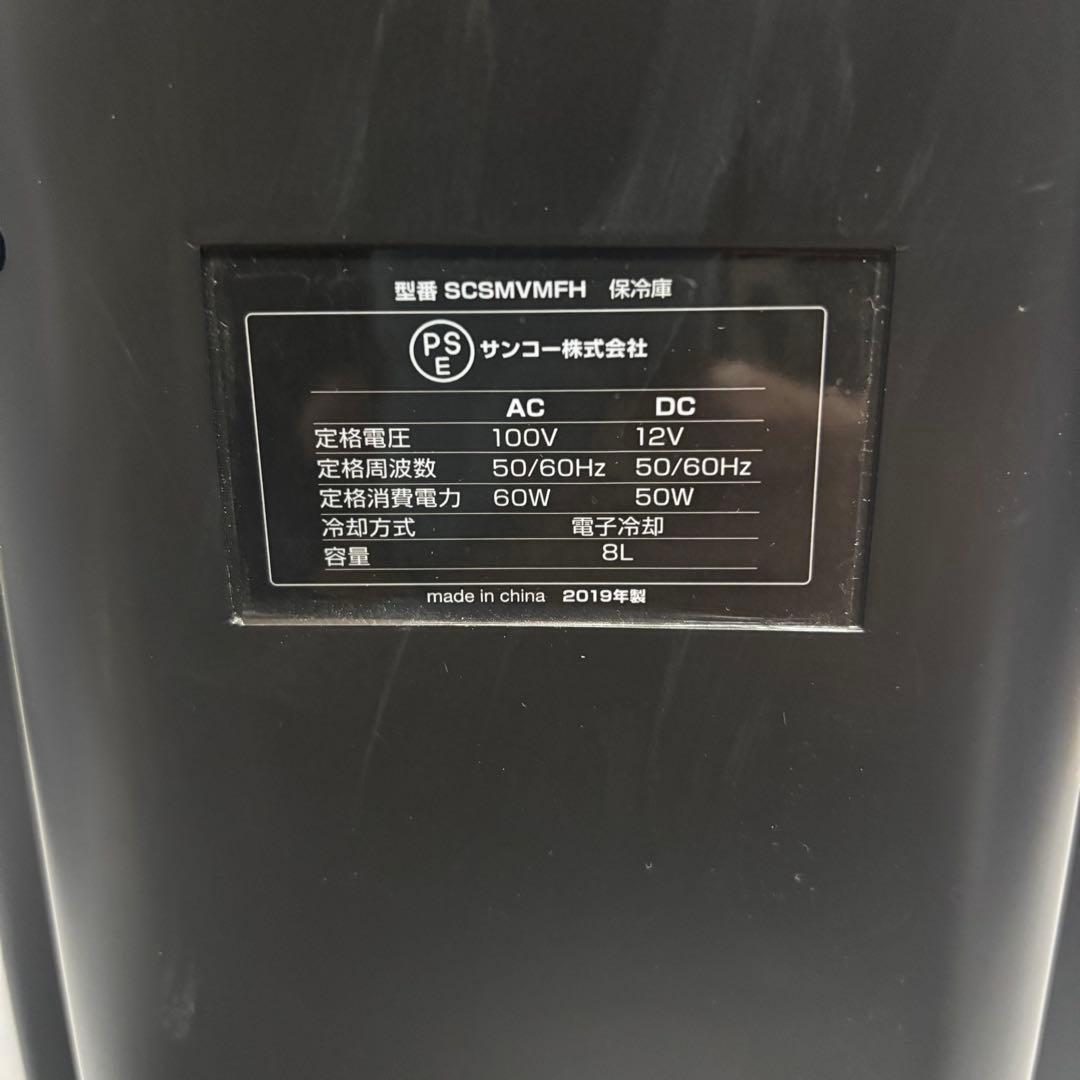 型番 SCSMVMFH 保冷庫
PSE サンコー株式会社
AC DC
定格電圧 100V 12V
定格周波数 50/60Hz 50/60Hz
定格消費電力 60W 50W
冷却方式 電子冷却
容量 8L
made in china 2019年製